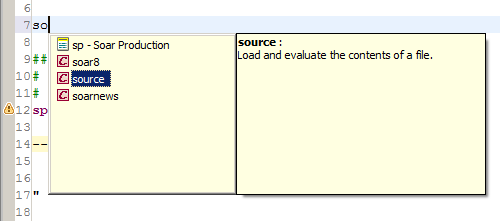 6
7 so
8
9 ##
10 #
11 #
12 sp
13
14 --
15
16
17 "
18
sp - Soar Production
soar8
source
soarnews
source :
Load and evaluate the contents of a file.